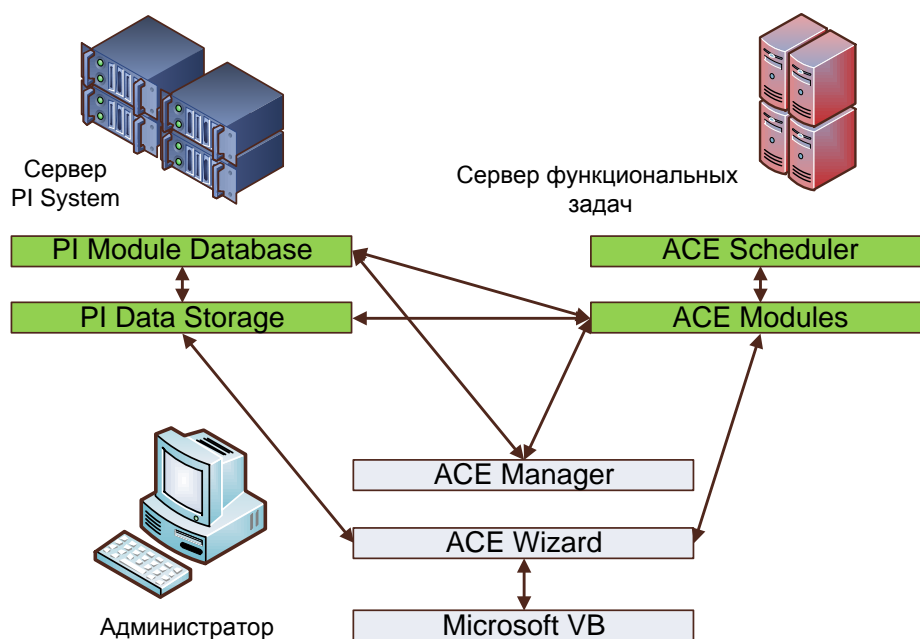 Сервер
PI System
Сервер функциональных
задач
PI Module Database
ACE Scheduler
PI Data Storage
ACE Modules
ACE Manager
ACE Wizard
Администратор
Microsoft VB